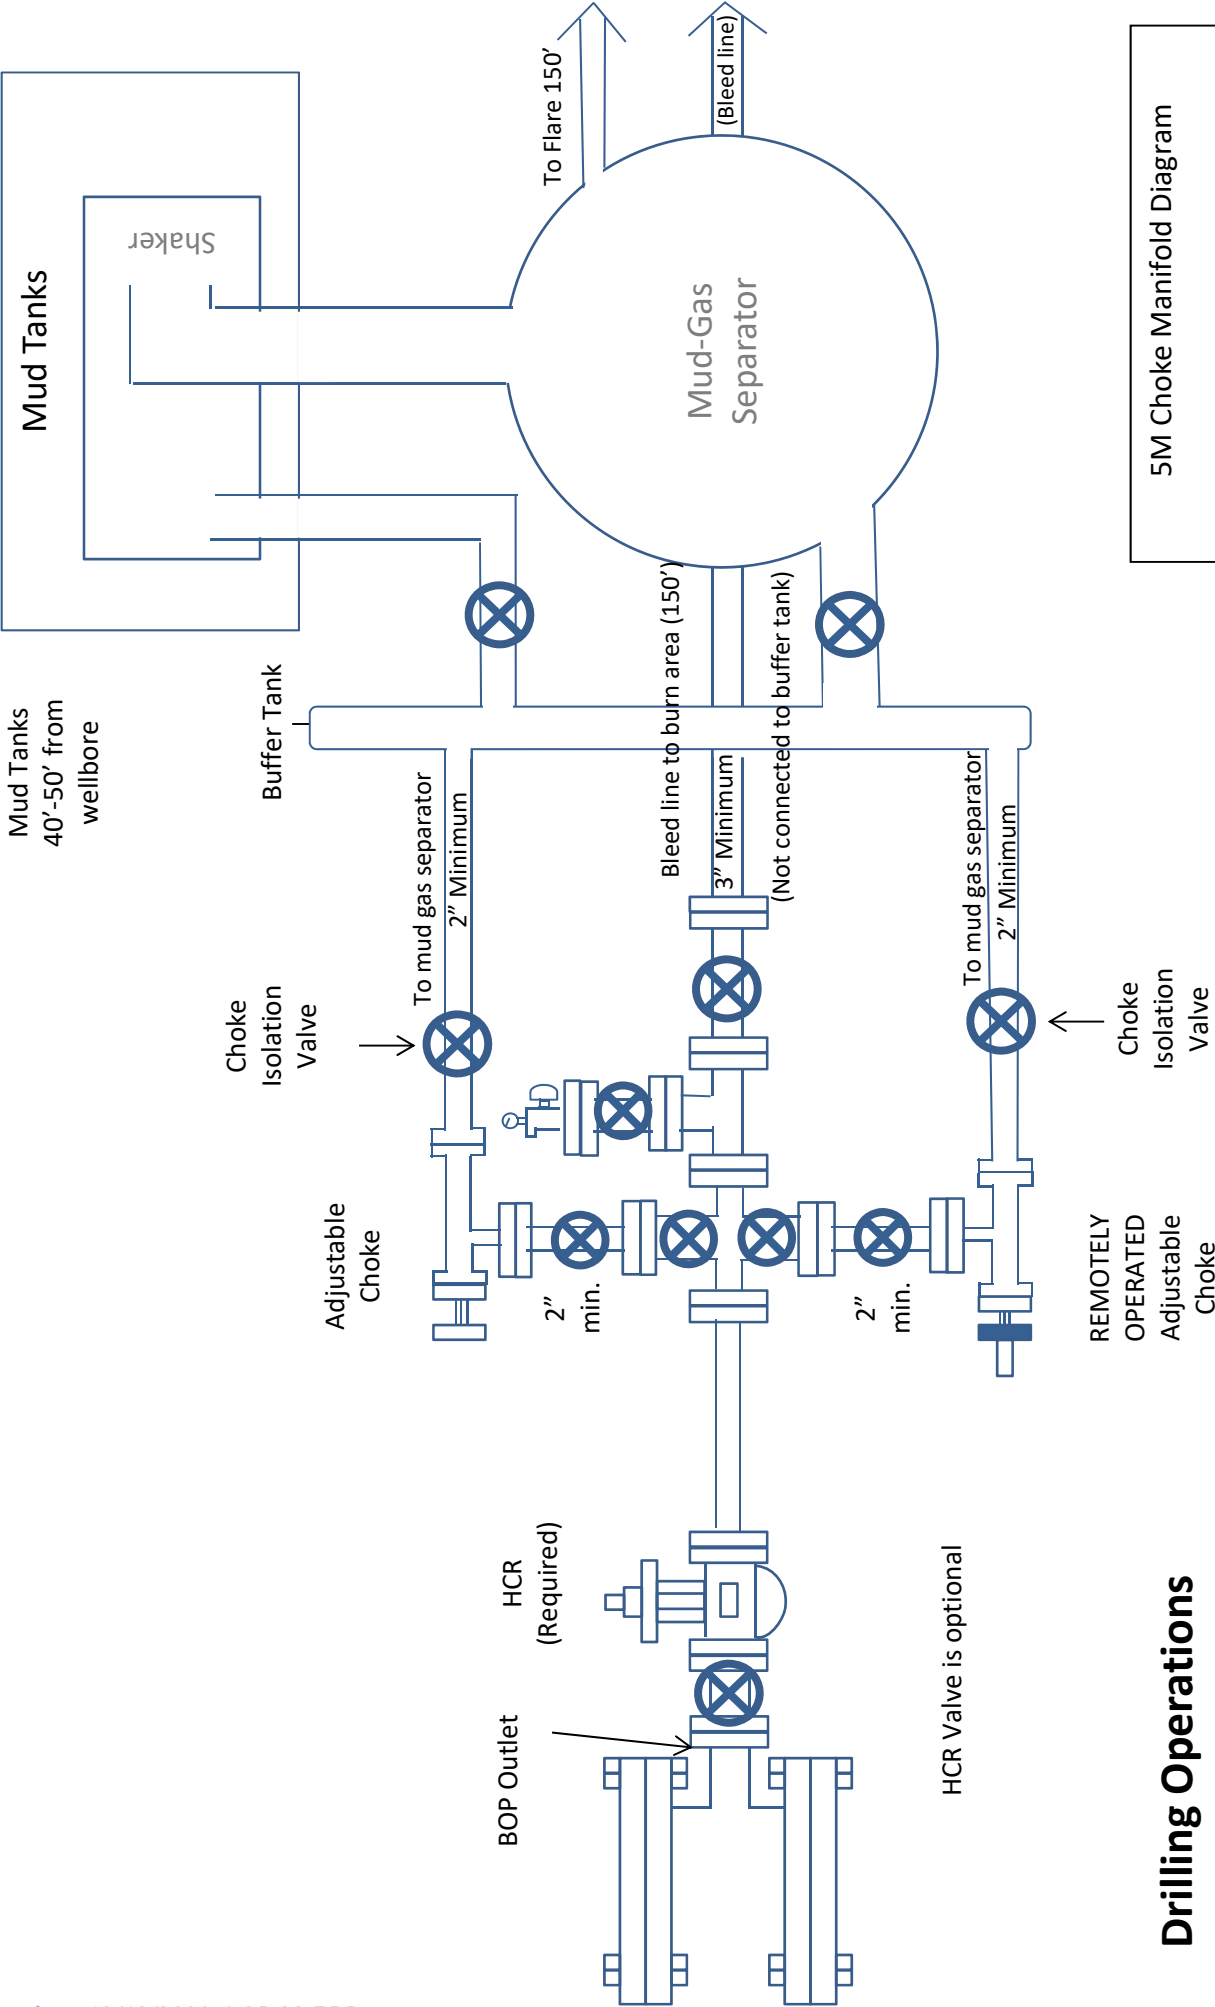 Mud Tanks
40’-50’ from
wellbore
Mud Tanks
Shaker
Buffer Tank
To Flare 150’
(Bleed line)
Mud-Gas
Separator
Choke
Isolation
Valve
To mud gas separator
2” Minimum
Bleed line to burn area (150’)
3” Minimum
(Not connected to buffer tank)
To mud gas separator
2” Minimum
Choke
Isolation
Valve
Adjustable
Choke
2”
min.
2”
min.
REMOTELY
OPERATED
Adjustable
Choke
HCR
(Required)
BOP Outlet
HCR Valve is optional
Drilling Operations
5M Choke Manifold Diagram